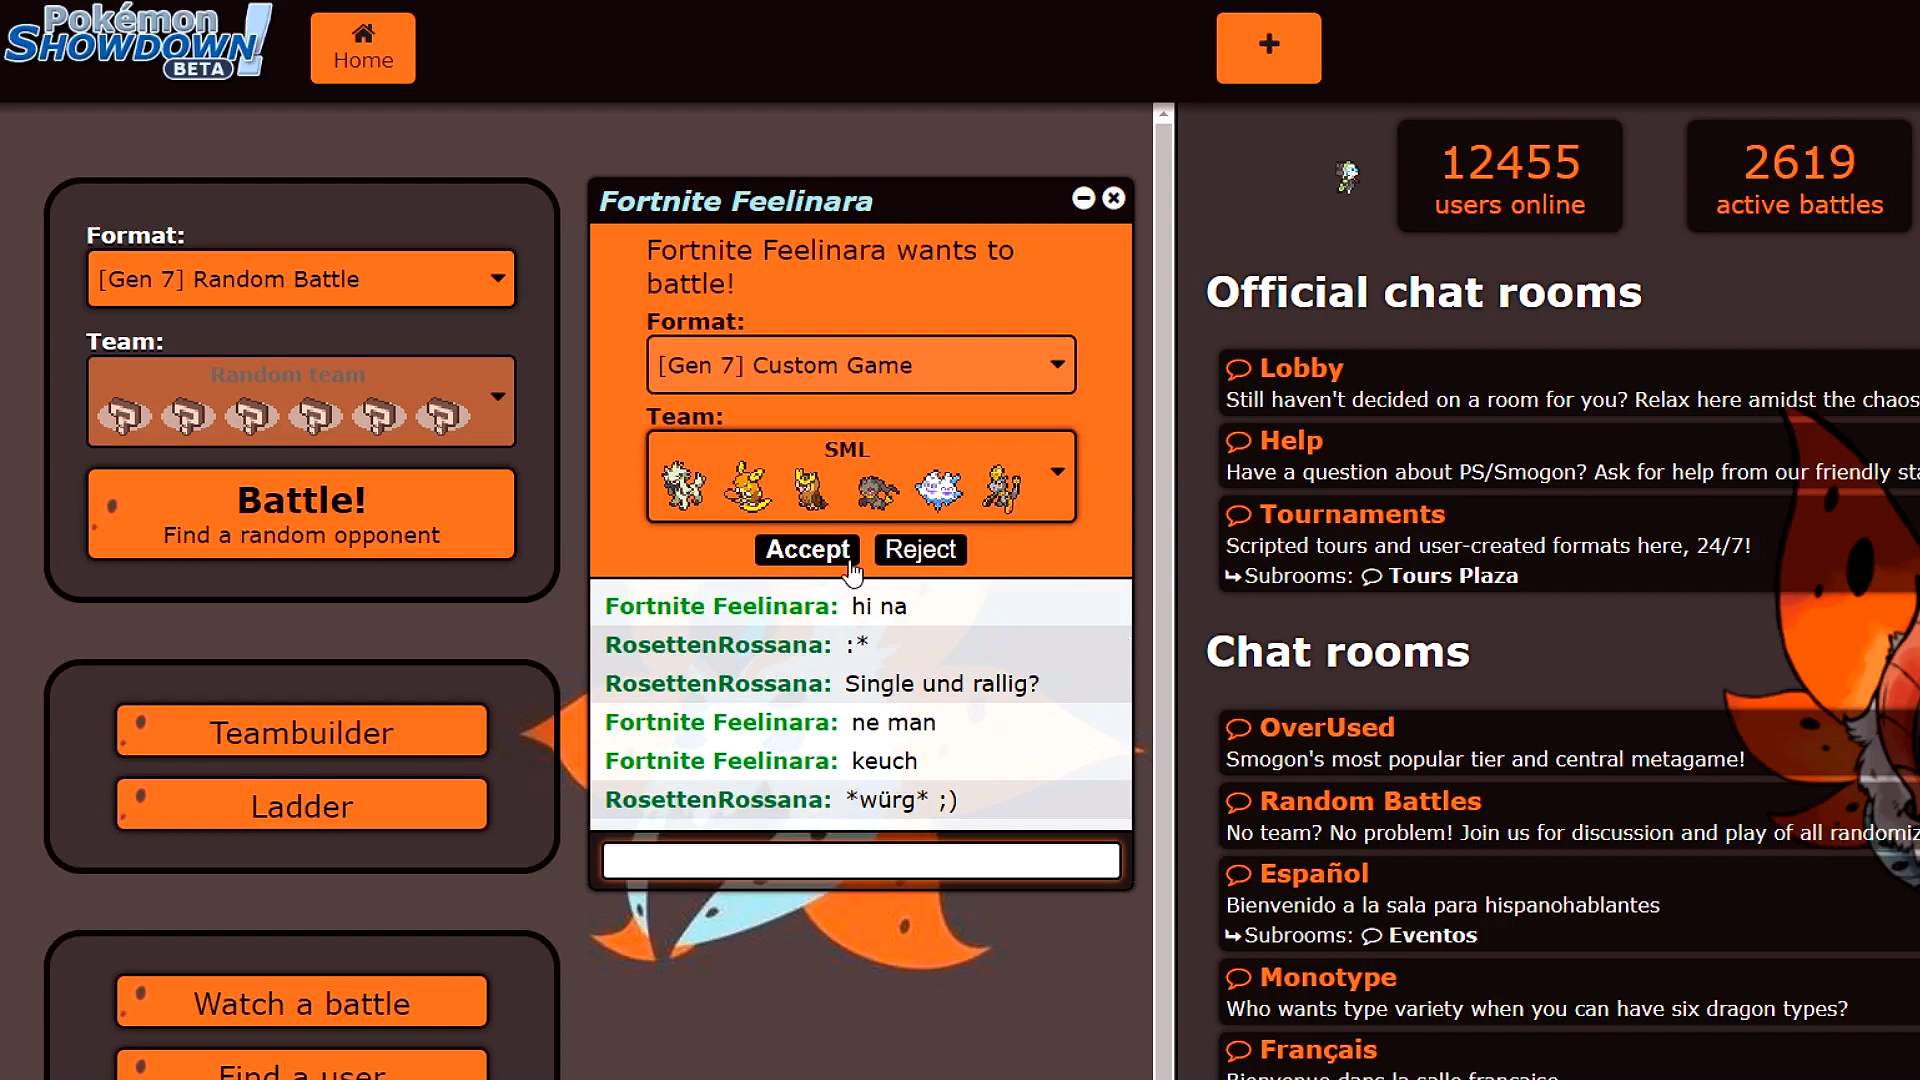 Pokémon
SHOWDOWN!
BETA
Home
Format:
[Gen 7] Random Battle
Team:
Random team
Battle!
Find a random opponent
Teambuilder
Ladder
Watch a battle
Find a user
Fortnite Feelinara
Fortnite Feelinara wants to
battle!
Format:
[Gen 7] Custom Game
Team:
SML
Accept Reject
Fortnite Feelinara: hi na
RosettenRossana: :*
RosettenRossana: Single und rallig?
Fortnite Feelinara: ne man
Fortnite Feelinara: keuch
RosettenRossana: *würg* ;)
12455
users online
2619
active battles
Official chat rooms
Lobby
Still haven't decided on a room for you? Relax here amidst the chaos
Help
Have a question about PS/Smogon? Ask for help from our friendly sta
Tournaments
Scripted tours and user-created formats here, 24/7!
↳Subrooms: Tours Plaza
Chat rooms
OverUsed
Smogon's most popular tier and central metagame!
Random Battles
No team? No problem! Join us for discussion and play of all randomiz
Español
Bienvenido a la sala para hispanohablantes
↳Subrooms: Eventos
Monotype
Who wants type variety when you can have six dragon types?
Français
Bienvenue dans la salle française